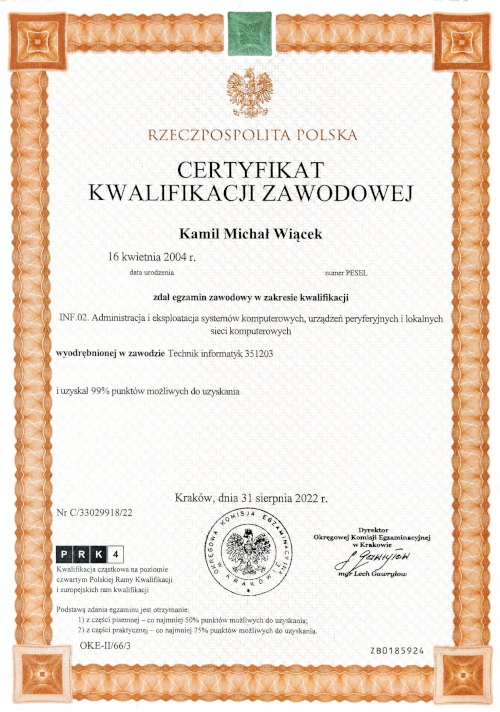 RZECZPOSPOLITA POLSKA
CERTYFIKAT
KWALIFIKACJI ZAWODOWEJ
Kamil Michał Wiącek
16 kwietnia 2004 r.
data urodzenia numer PESEL
zdał egzamin zawodowy w zakresie kwalifikacji
INF.02. Administracja i eksploatacja systemów komputerowych, urządzeń peryferyjnych i lokalnych
sieci komputerowych
wyodrębnionej w zawodzie Technik informatyk 351203
i uzyskał 99% punktów możliwych do uzyskania
Kraków, dnia 31 sierpnia 2022 r.
Nr C/33029918/22
OKRĘGOWA KOMISJA EGZAMINACYJNA W KRAKOWIE
Dyrektor
Okręgowej Komisji Egzaminacyjnej
w Krakowie
mgr Lech Gawryłow
PRK4
Kwalifikacja cząstkowa na poziomie
czwartym Polskiej Ramy Kwalifikacji
i europejskich ram kwalifikacji
Podstawą zdania egzaminu jest otrzymanie:
1) z części pisemnej – co najmniej 50% punktów możliwych do uzyskania;
2) z części praktycznej – co najmniej 75% punktów możliwych do uzyskania.
OKE-II/66/3
ZB0185924